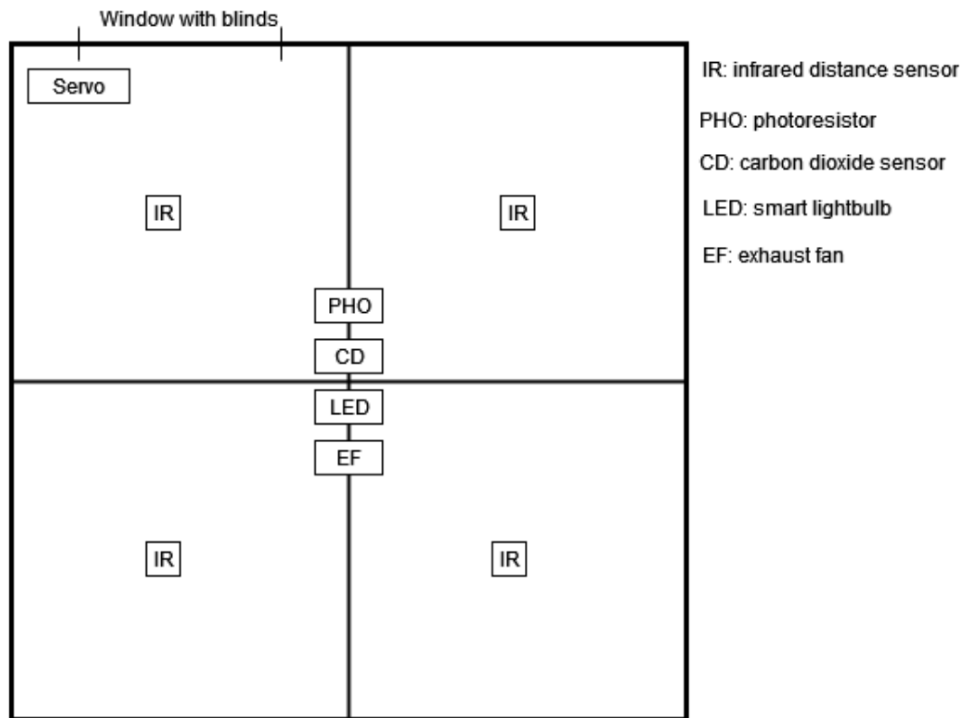 Window with blinds
Servo
IR: infrared distance sensor
PHO: photoresistor
CD: carbon dioxide sensor
LED: smart lightbulb
EF: exhaust fan
IR
IR
PHO
CD
LED
EF
IR
IR